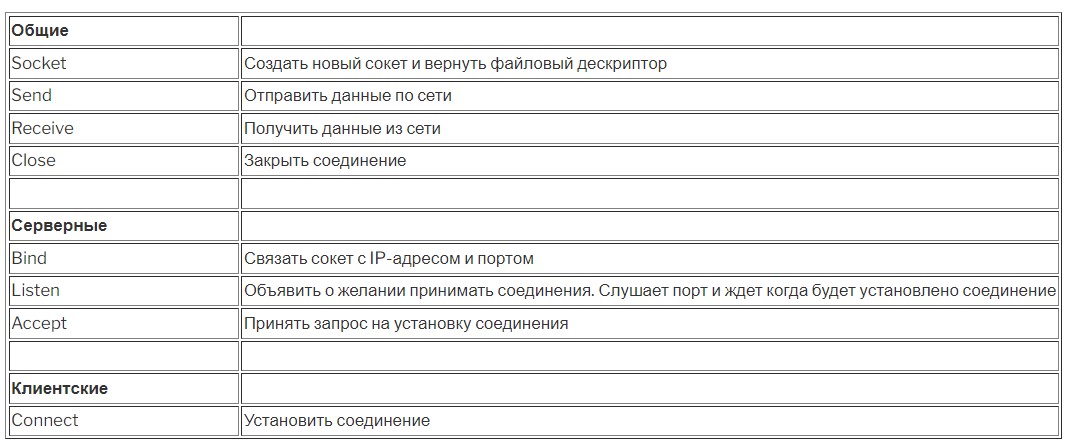 Общие
Socket Создать новый сокет и вернуть файловый дескриптор
Send Отправить данные по сети
Receive Получить данные из сети
Close Закрыть соединение
Серверные
Bind Связать сокет с IP-адресом и портом
Listen Объявить о желании принимать соединения. Слушает порт и ждет когда будет установлено соединение
Accept Принять запрос на установку соединения
Клиентские
Connect Установить соединение